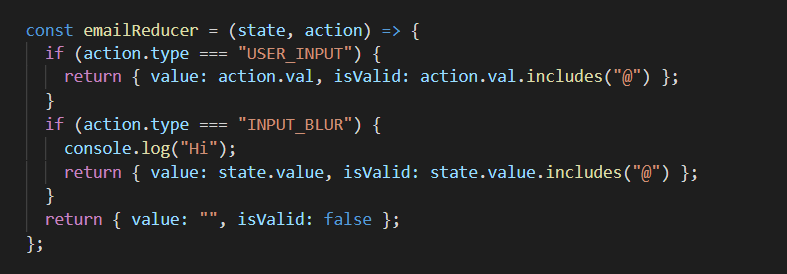 const emailReducer = (state, action) => {
  if (action.type === "USER_INPUT") {
    return { value: action.val, isValid: action.val.includes("@") };
  }
  if (action.type === "INPUT_BLUR") {
    console.log("Hi");
    return { value: state.value, isValid: state.value.includes("@") };
  }
  return { value: "", isValid: false };
};